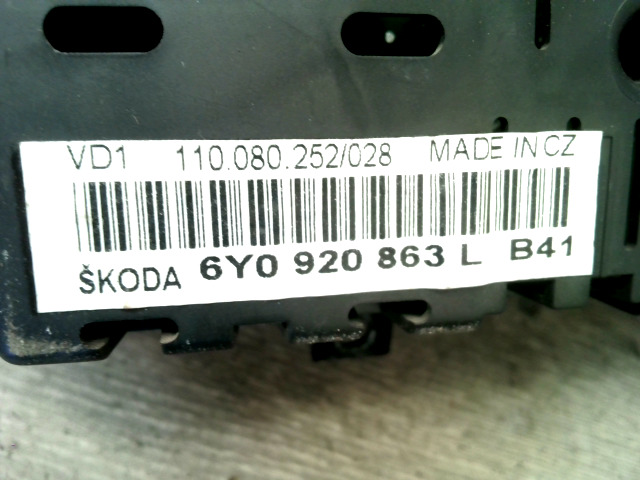 VD1 110.080.252/028 MADE IN CZ
ŠKODA 6Y0 920 863 L B41